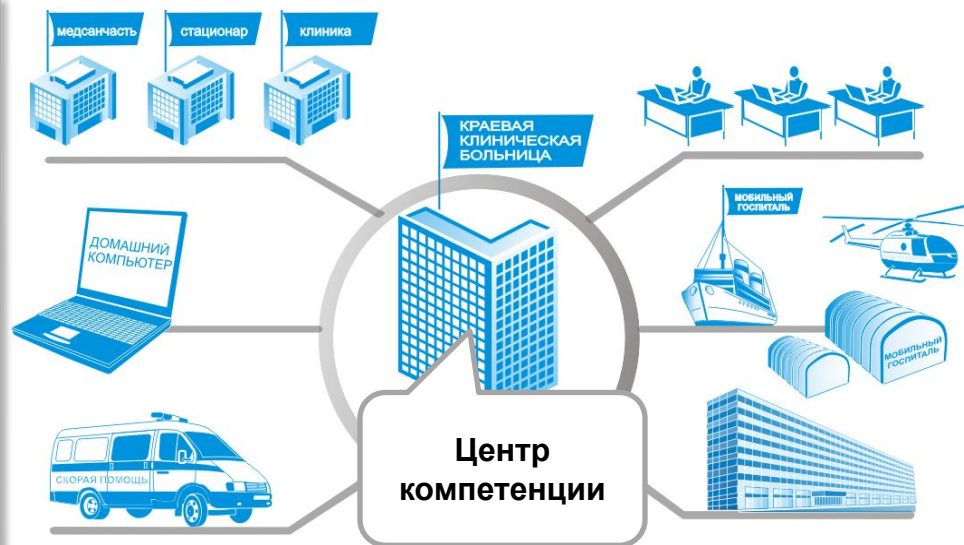 медсанчасть
стационар
клиника
КРАЕВАЯ
КЛИНИЧЕСКАЯ
БОЛЬНИЦА
МОБИЛЬНЫЙ
ГОСПИТАЛЬ
ДОМАШНИЙ
КОМПЬЮТЕР
МОБИЛЬНЫЙ
ГОСПИТАЛЬ
СКОРАЯ ПОМОЩЬ
Центр
компетенции